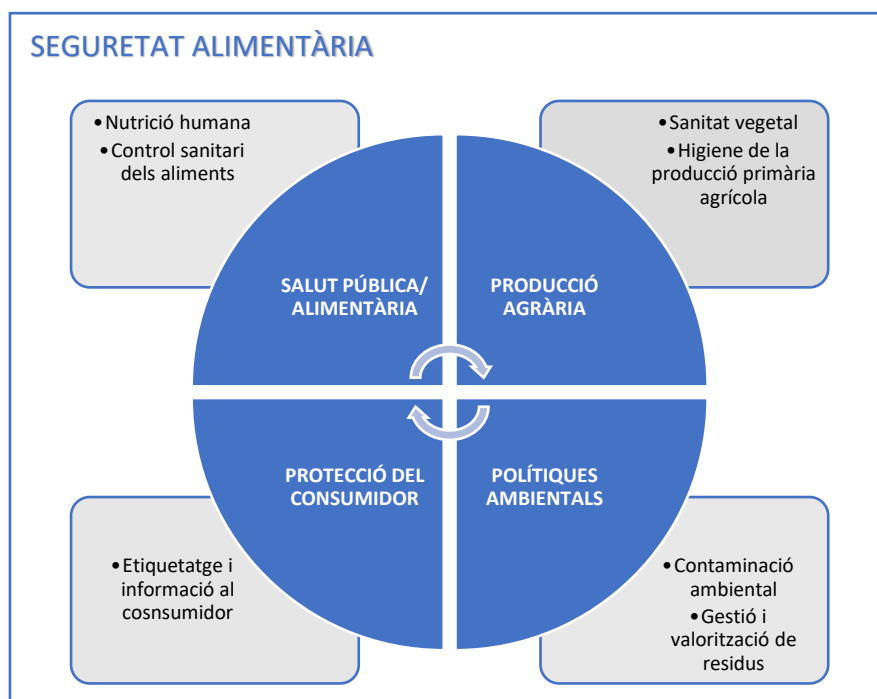 SEGURETAT ALIMENTÀRIA
•Nutrició humana
•Control sanitari
dels aliments
•Sanitat vegetal
•Higiene de la
producció primària
agrícola
SALUT PÚBLICA/
ALIMENTÀRIA
PRODUCCIÓ
AGRÀRIA
PROTECCIÓ DEL
CONSUMIDOR
POLÍTIQUES
AMBIENTALS
•Etiquetatge i
informació al
cosnsumidor
•Contaminació
ambiental
•Gestió i
valorització de
residus